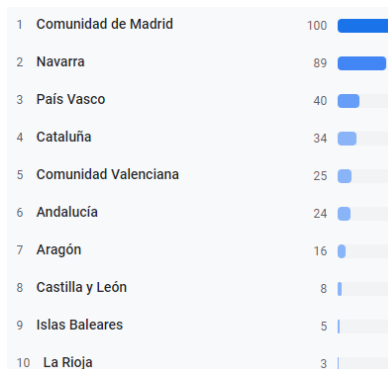 1 Comunidad de Madrid 100
2 Navarra 89
3 País Vasco 40
4 Cataluña 34
5 Comunidad Valenciana 25
6 Andalucía 24
7 Aragón 16
8 Castilla y León 8
9 Islas Baleares 5
10 La Rioja 3